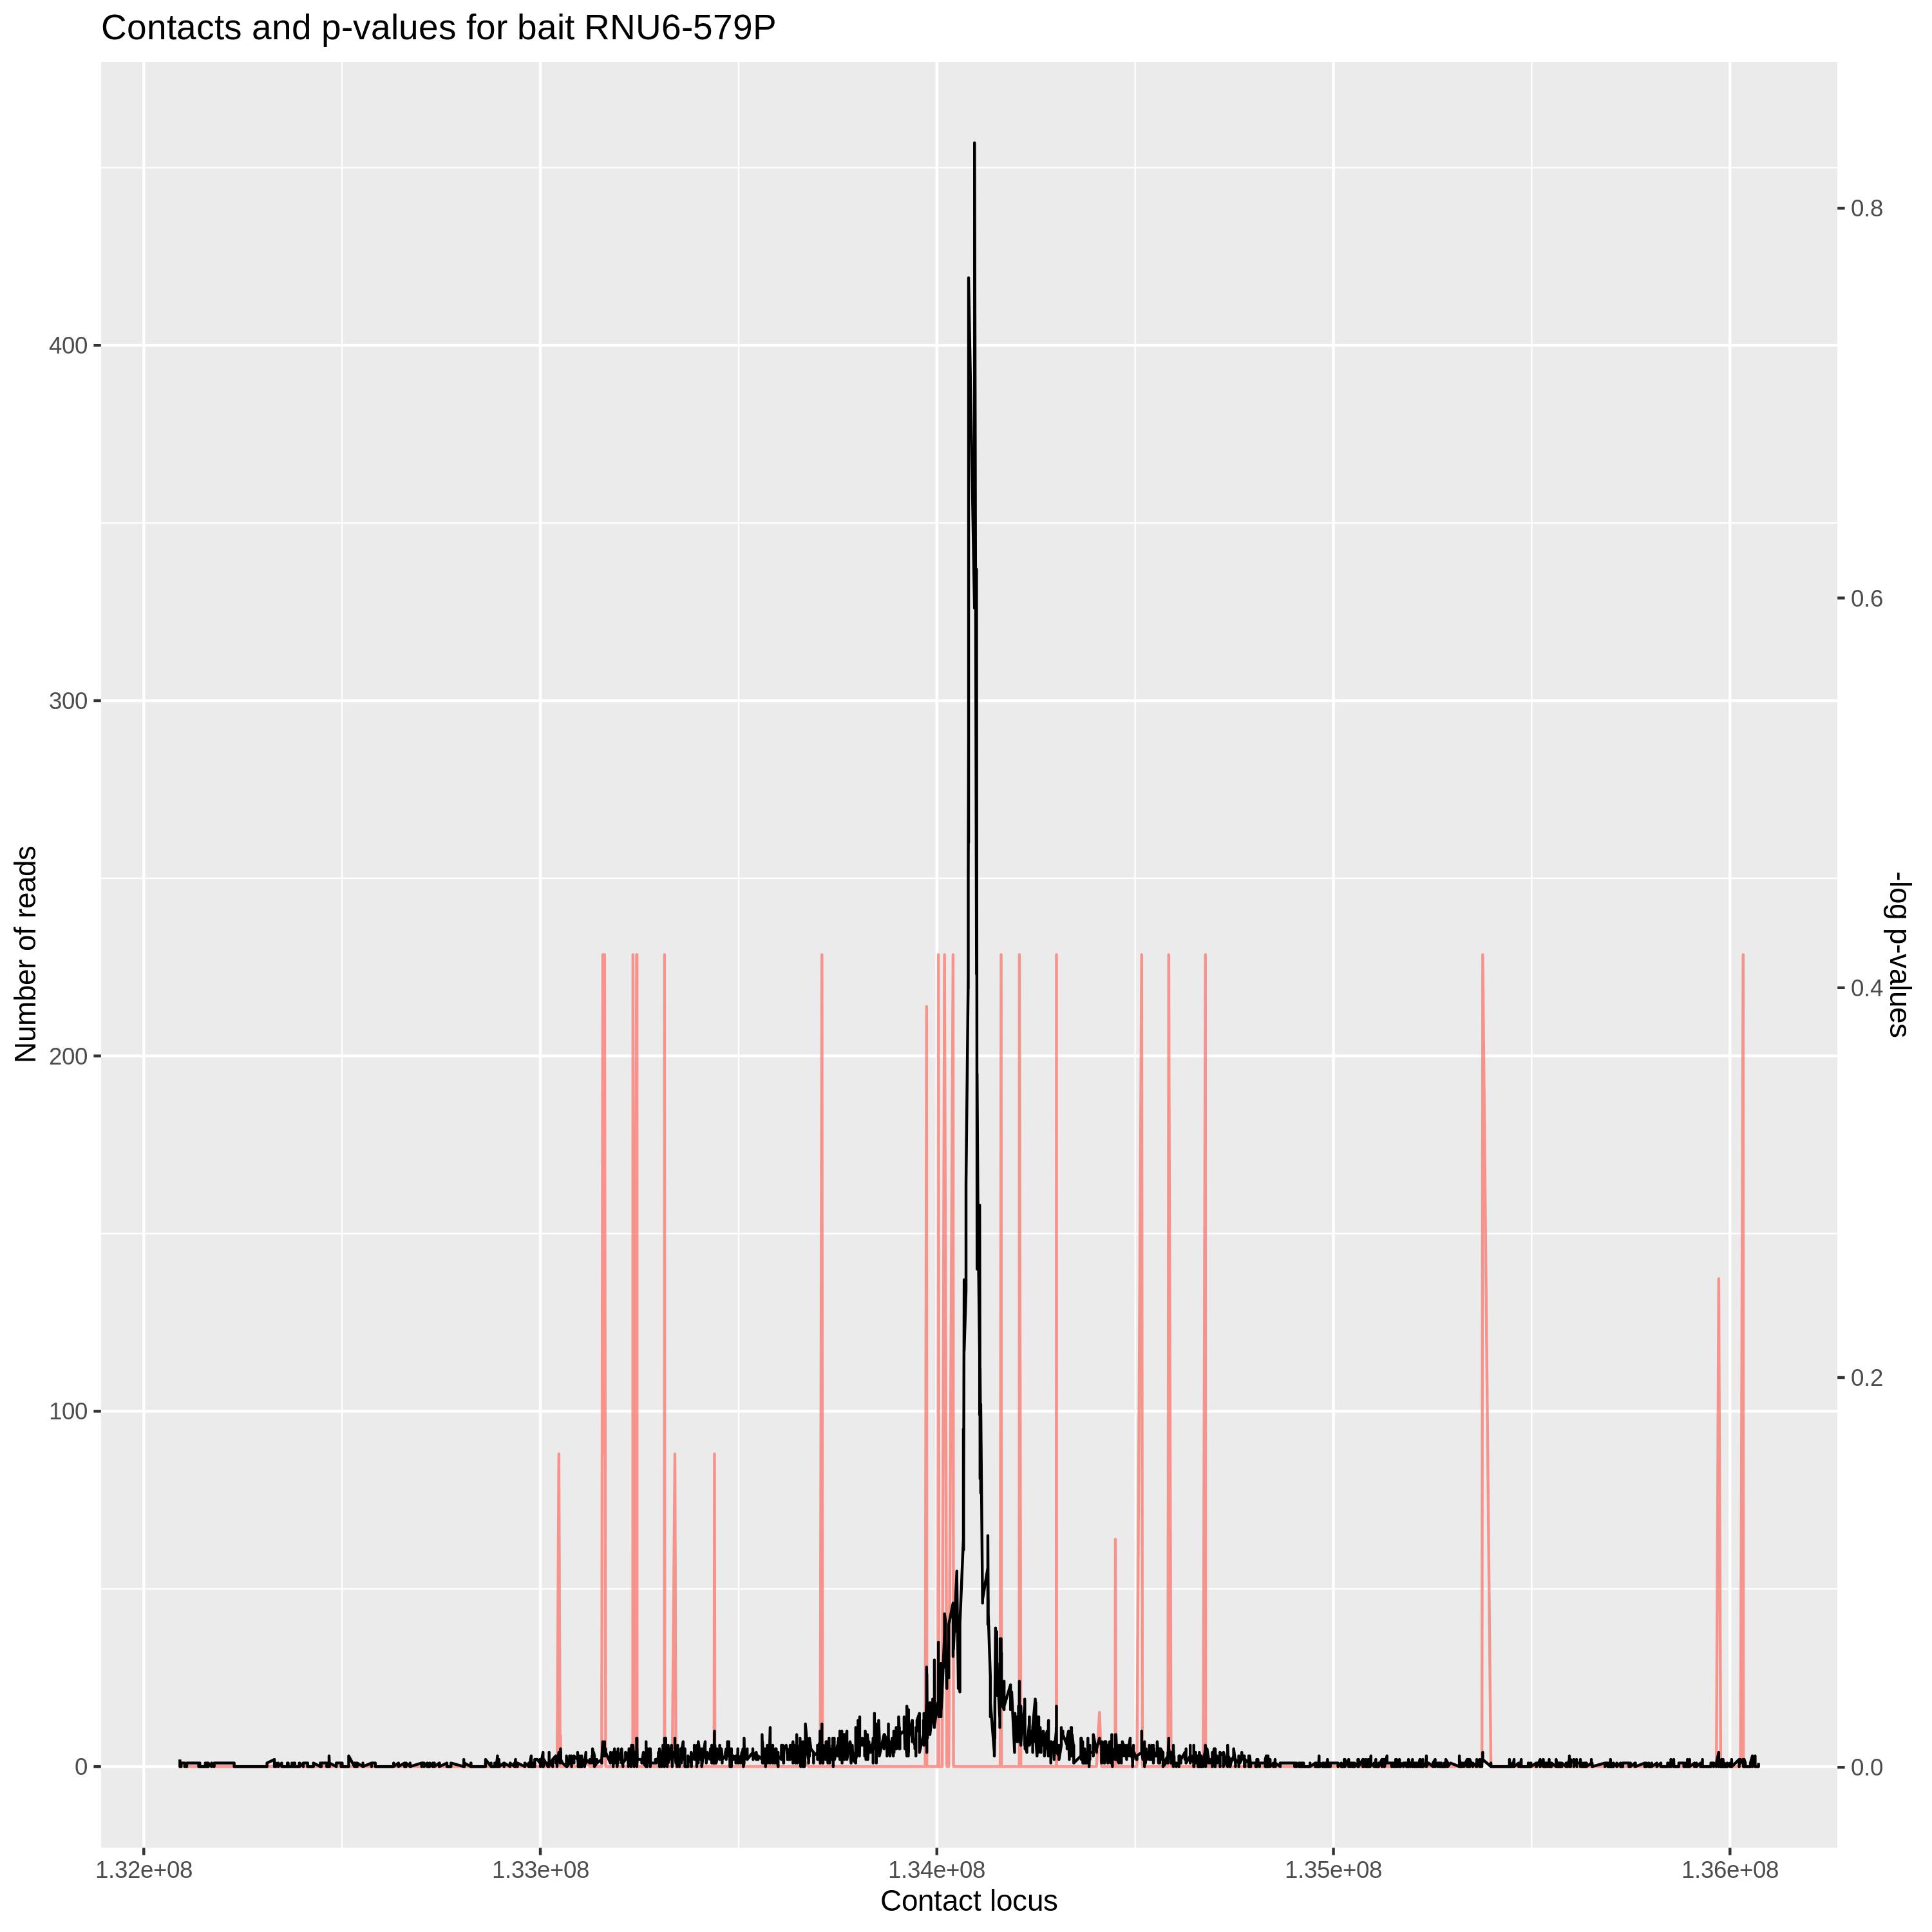 Contacts and p-values for bait RNU6-579P
Number of reads
400
300
200
100
0
0.8
0.6
0.4
0.2
0.0
-log p-values
1.32e+08 1.33e+08 1.34e+08 1.35e+08 1.36e+08
Contact locus